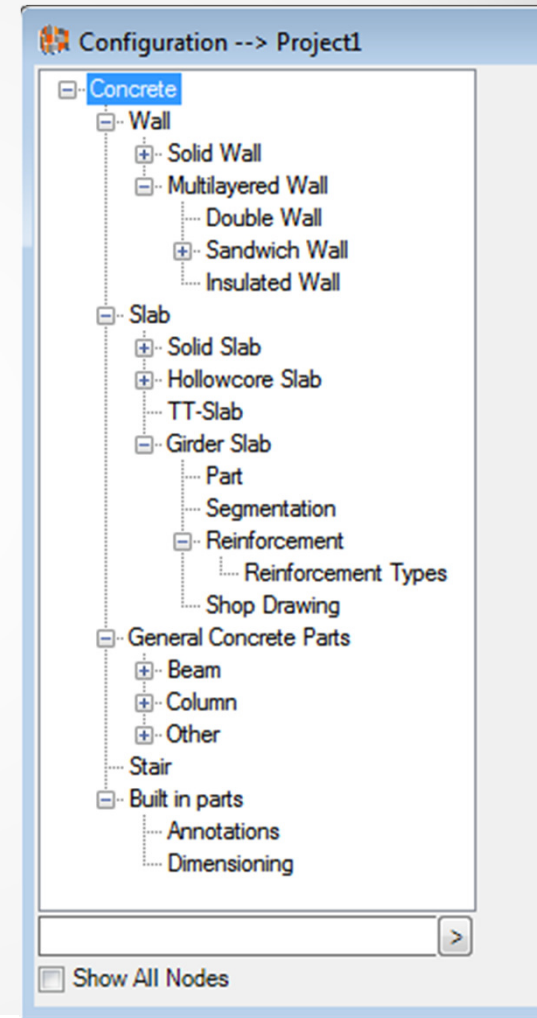 Configuration --> Project1
Concrete
Wall
Solid Wall
Multilayered Wall
Double Wall
Sandwich Wall
Insulated Wall
Slab
Solid Slab
Hollowcore Slab
TT-Slab
Girder Slab
Part
Segmentation
Reinforcement
Reinforcement Types
Shop Drawing
General Concrete Parts
Beam
Column
Other
Stair
Built in parts
Annotations
Dimensioning
>
Show All Nodes